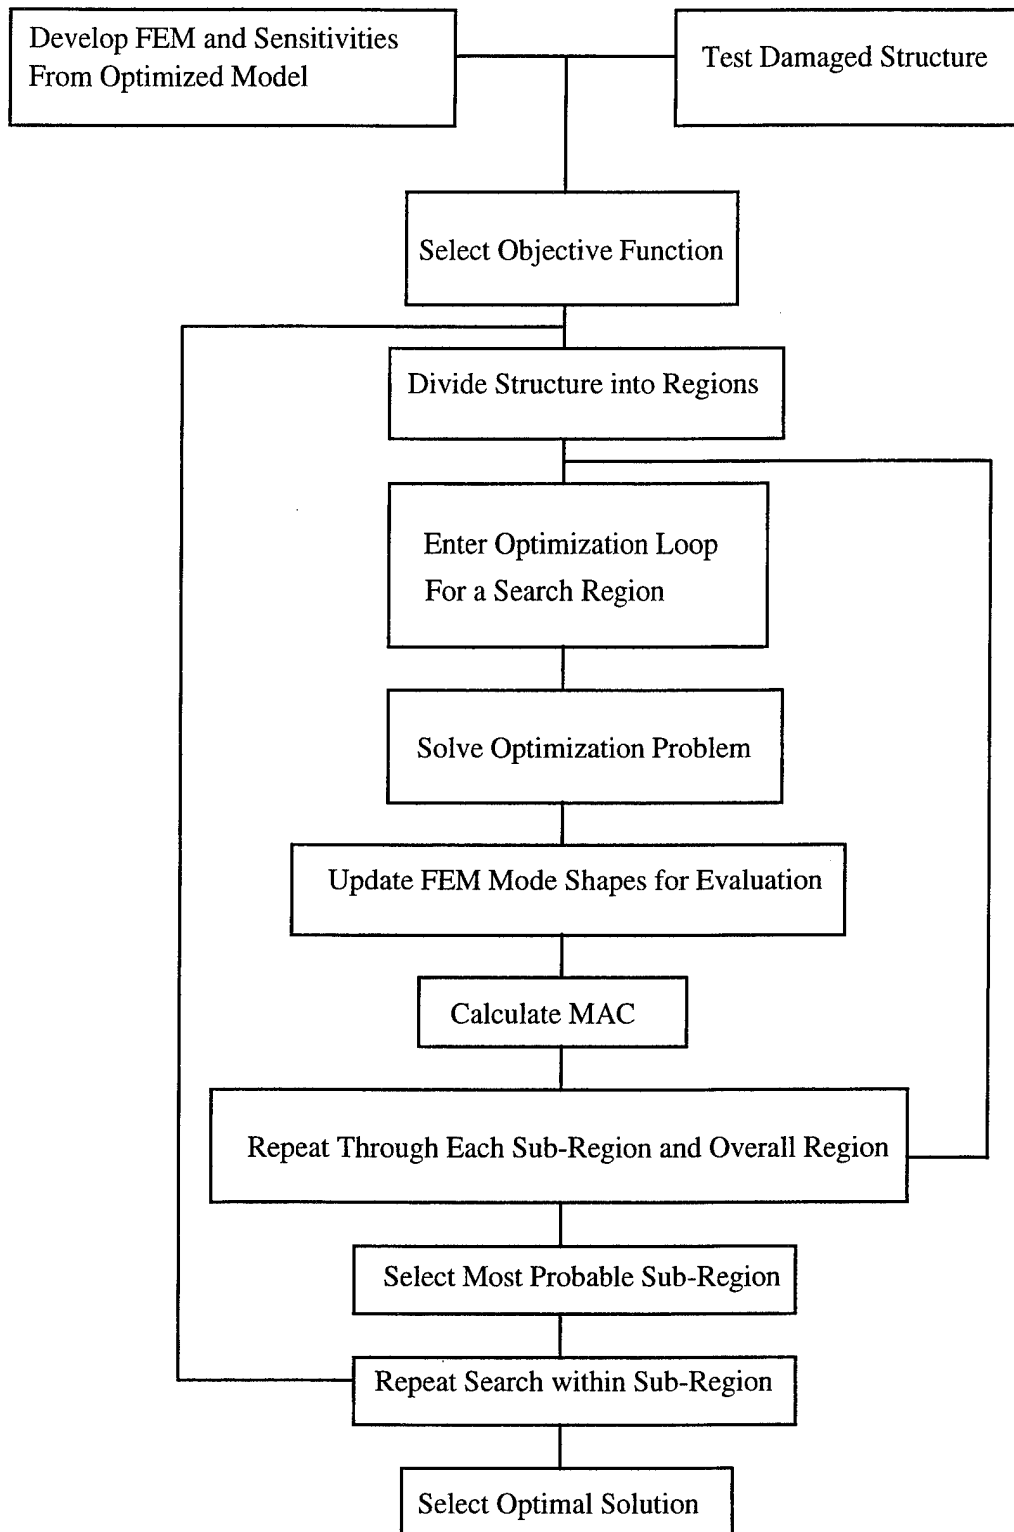 Develop FEM and Sensitivities
From Optimized Model
Test Damaged Structure
Select Objective Function
Divide Structure into Regions
Enter Optimization Loop
For a Search Region
Solve Optimization Problem
Update FEM Mode Shapes for Evaluation
Calculate MAC
Repeat Through Each Sub-Region and Overall Region
Select Most Probable Sub-Region
Repeat Search within Sub-Region
Select Optimal Solution